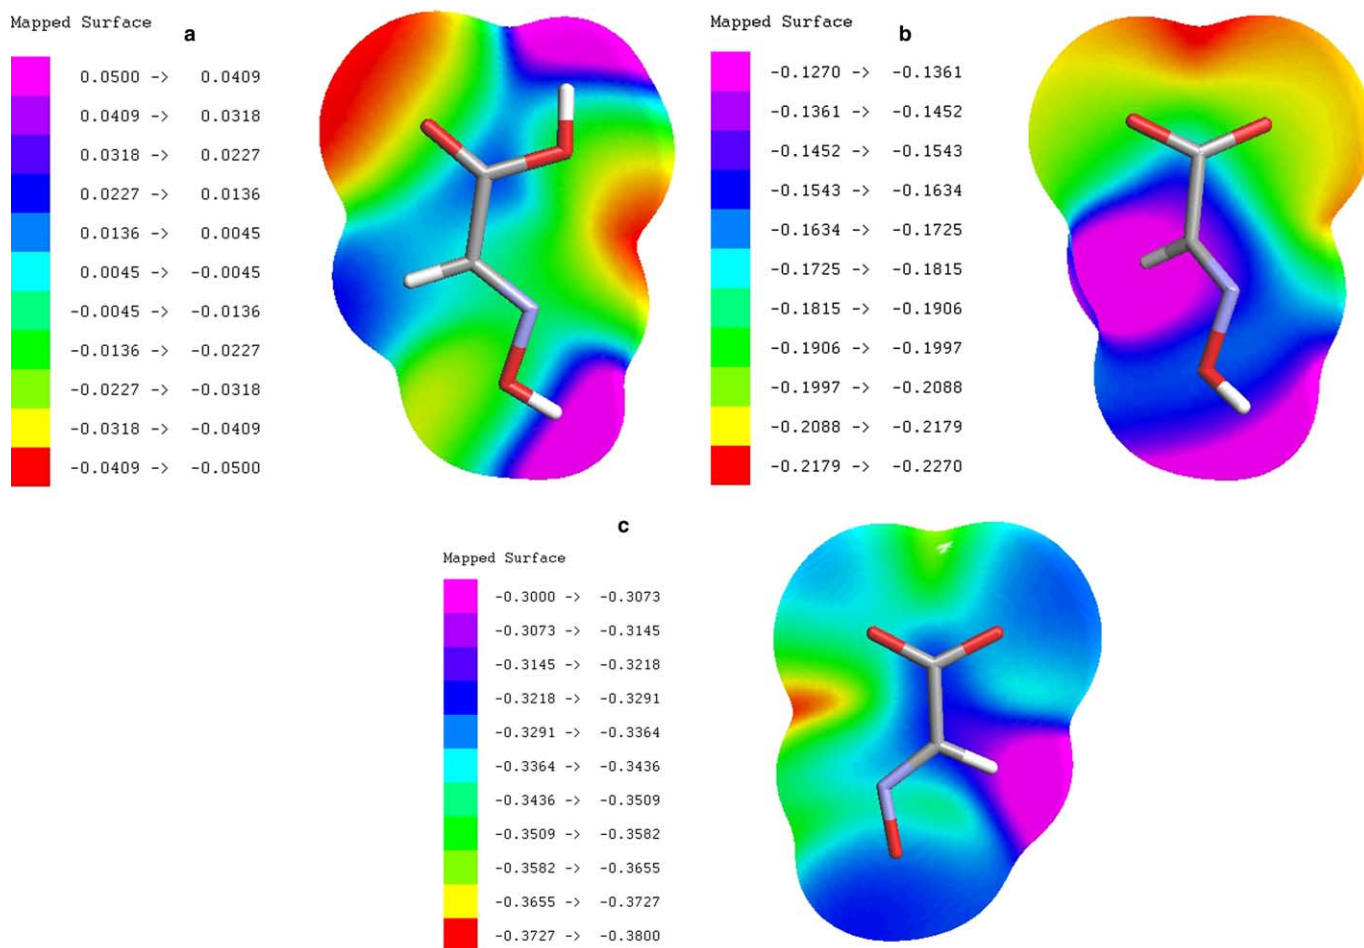 Mapped Surface
a
0.0500 -> 0.0409
0.0409 -> 0.0318
0.0318 -> 0.0227
0.0227 -> 0.0136
0.0136 -> 0.0045
0.0045 -> -0.0045
-0.0045 -> -0.0136
-0.0136 -> -0.0227
-0.0227 -> -0.0318
-0.0318 -> -0.0409
-0.0409 -> -0.0500
Mapped Surface
b
-0.1270 -> -0.1361
-0.1361 -> -0.1452
-0.1452 -> -0.1543
-0.1543 -> -0.1634
-0.1634 -> -0.1725
-0.1725 -> -0.1815
-0.1815 -> -0.1906
-0.1906 -> -0.1997
-0.1997 -> -0.2088
-0.2088 -> -0.2179
-0.2179 -> -0.2270
c
Mapped Surface
-0.3000 -> -0.3073
-0.3073 -> -0.3145
-0.3145 -> -0.3218
-0.3218 -> -0.3291
-0.3291 -> -0.3364
-0.3364 -> -0.3436
-0.3436 -> -0.3509
-0.3509 -> -0.3582
-0.3582 -> -0.3655
-0.3655 -> -0.3727
-0.3727 -> -0.3800